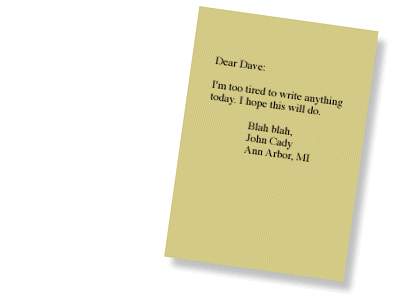 Dear Dave:
I'm too tired to write anything
today. I hope this will do.
Blah blah,
John Cady
Ann Arbor, MI